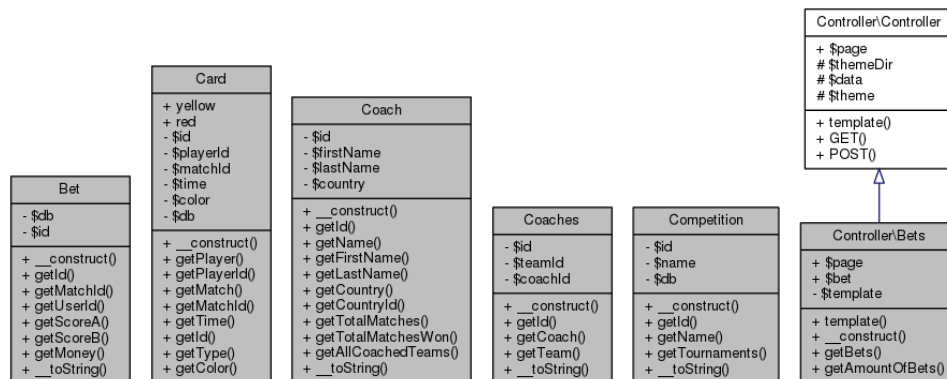 Bet
- $db
- $id
+ __construct()
+ getId()
+ getMatchId()
+ getUserId()
+ getScoreA()
+ getScoreB()
+ getMoney()
+ __toString()
Card
+ yellow
+ red
- $id
- $playerId
- $matchId
- $time
- $color
- $db
+ __construct()
+ getPlayer()
+ getPlayerId()
+ getMatch()
+ getMatchId()
+ getTime()
+ getId()
+ getType()
+ getColor()
Coach
- $id
- $firstName
- $lastName
- $country
+ __construct()
+ getId()
+ getName()
+ getFirstName()
+ getLastName()
+ getCountry()
+ getCountryId()
+ getTotalMatches()
+ getTotalMatchesWon()
+ getAllCoachedTeams()
+ __toString()
Coaches
- $id
- $teamId
- $coachId
+ __construct()
+ getId()
+ getCoach()
+ getTeam()
+ __toString()
Competition
- $id
- $name
- $db
+ __construct()
+ getId()
+ getName()
+ getTournaments()
+ __toString()
Controller\Controller
+ $page
# $themeDir
# $data
# $theme
+ template()
+ GET()
+ POST()
Controller\Bets
+ $page
+ $bet
- $template
+ template()
+ __construct()
+ getBets()
+ getAmountOfBets()